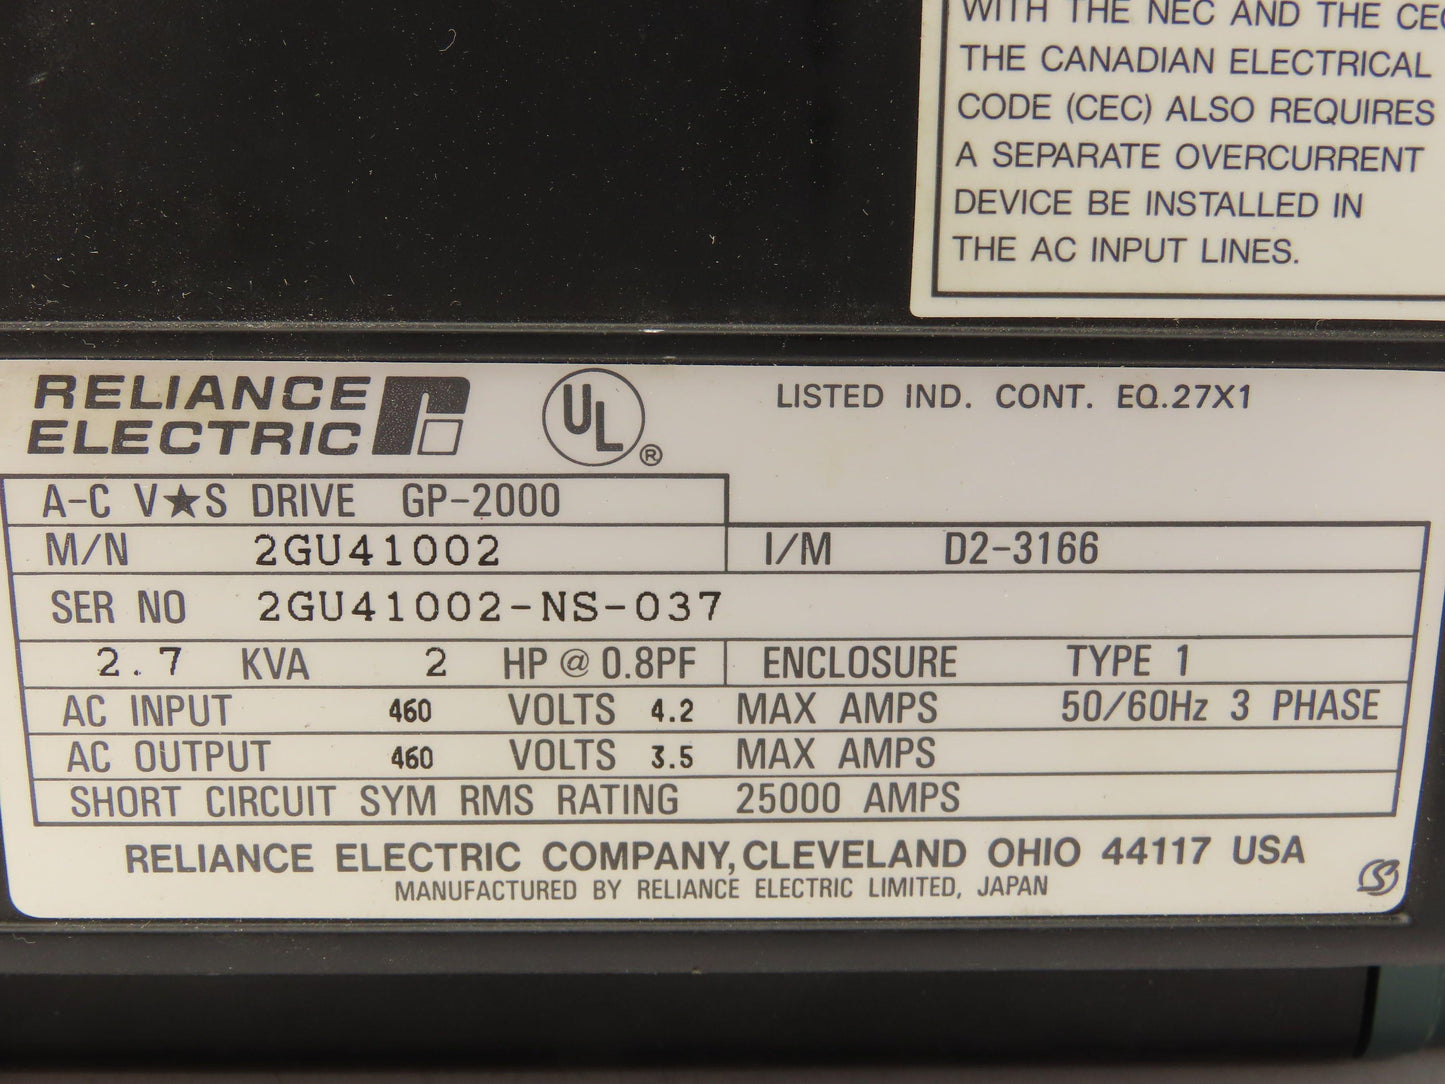 WITH THE NEC AND THE
THE CANADIAN ELECTRICAL
CODE (CEC) ALSO REQUIRES
A SEPARATE OVERCURRENT
DEVICE BE INSTALLED IN
THE AC INPUT LINES.
RELIANCE
ELECTRIC
UL ®
LISTED IND. CONT. EQ.27X1
A-C V★S DRIVE GP-2000
M/N 2GU41002 I/M D2-3166
SER NO 2GU41002-NS-037
2.7 KVA 2 HP @ 0.8PF ENCLOSURE TYPE 1
AC INPUT 460 VOLTS 4.2 MAX AMPS 50/60Hz 3 PHASE
AC OUTPUT 460 VOLTS 3.5 MAX AMPS
SHORT CIRCUIT SYM RMS RATING 25000 AMPS
RELIANCE ELECTRIC COMPANY, CLEVELAND OHIO 44117 USA
MANUFACTURED BY RELIANCE ELECTRIC LIMITED, JAPAN